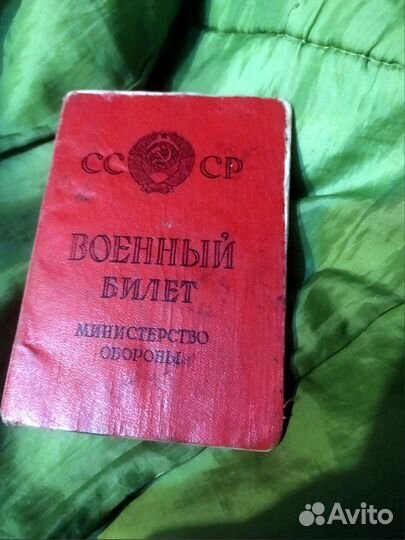 СС СР
ВОЕННЫЙ
БИЛЕТ
МИНИСТЕРСТВО
ОБОРОНЫ
Avito